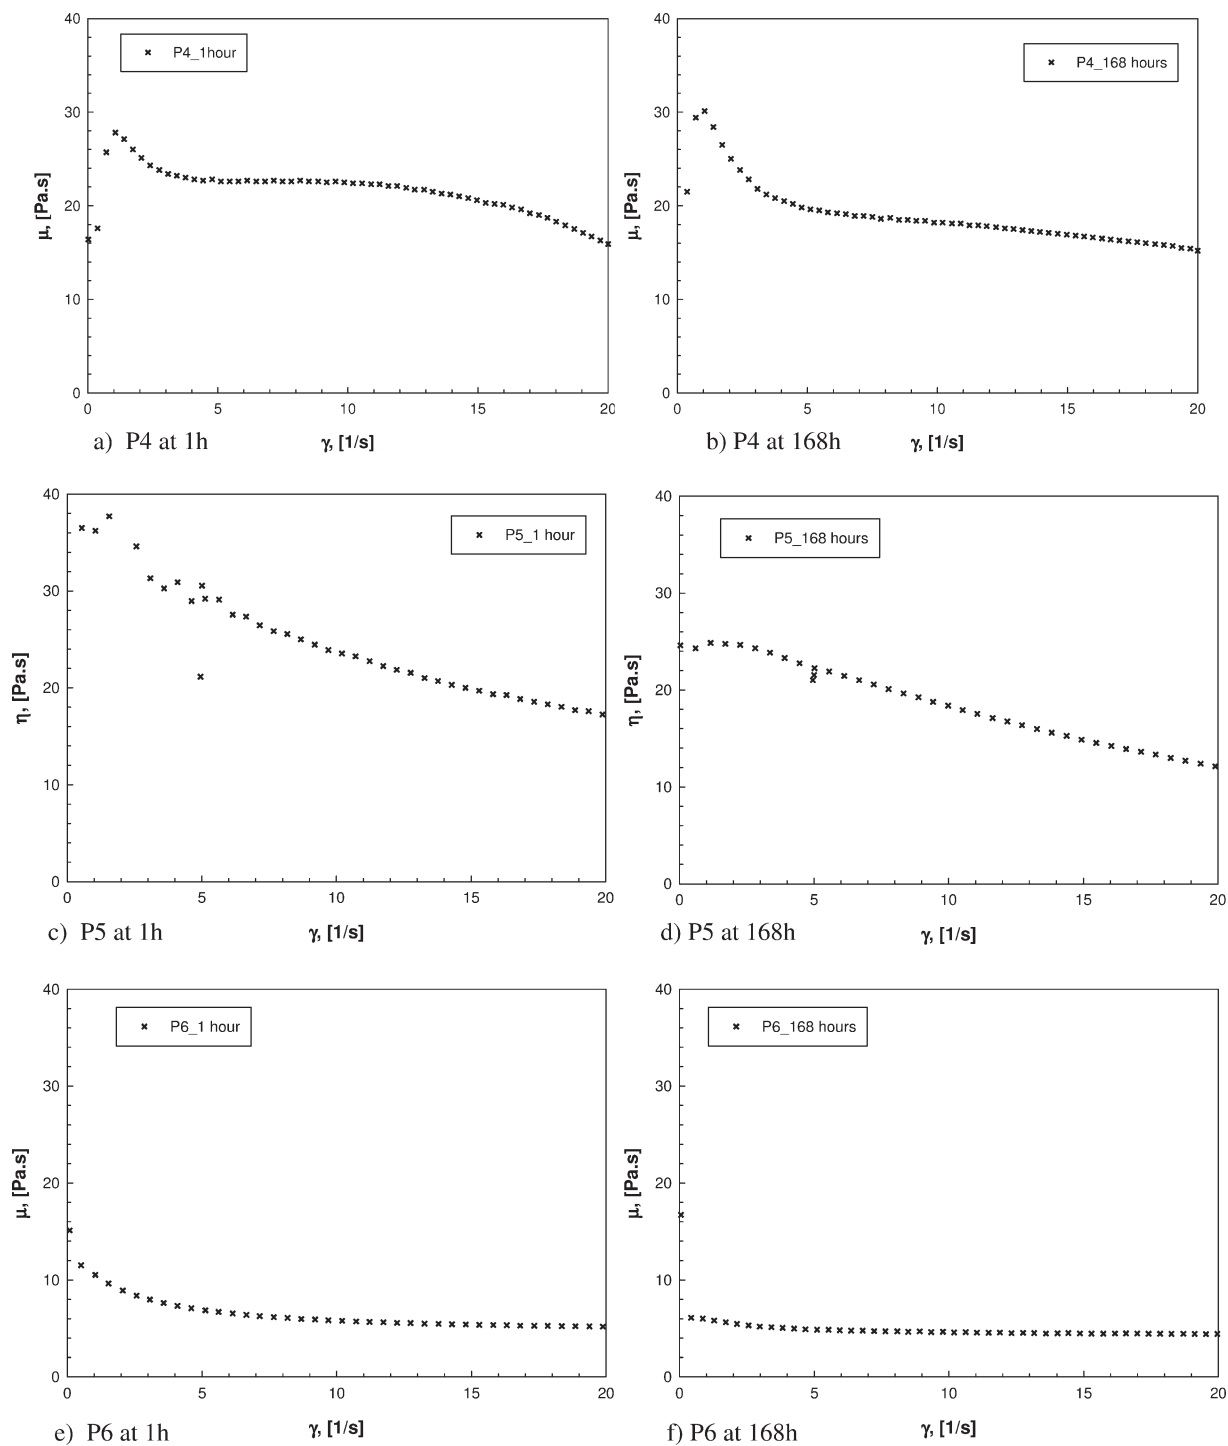 40
30
20
10
0
μ, [Pa.s]
P4_1hour
0 5 10 15 20
a) P4 at 1h γ, [1/s]
40
30
20
10
0
μ, [Pa.s]
P4_168 hours
0 5 10 15 20
b) P4 at 168h γ, [1/s]
40
30
20
10
0
η, [Pa.s]
P5_1 hour
0 5 10 15 20
c) P5 at 1h γ, [1/s]
40
30
20
10
0
η, [Pa.s]
P5_168 hours
0 5 10 15 20
d) P5 at 168h γ, [1/s]
40
30
20
10
0
μ, [Pa.s]
P6_1 hour
0 5 10 15 20
e) P6 at 1h γ, [1/s]
40
30
20
10
0
μ, [Pa.s]
P6_168 hours
0 5 10 15 20
f) P6 at 168h γ, [1/s]